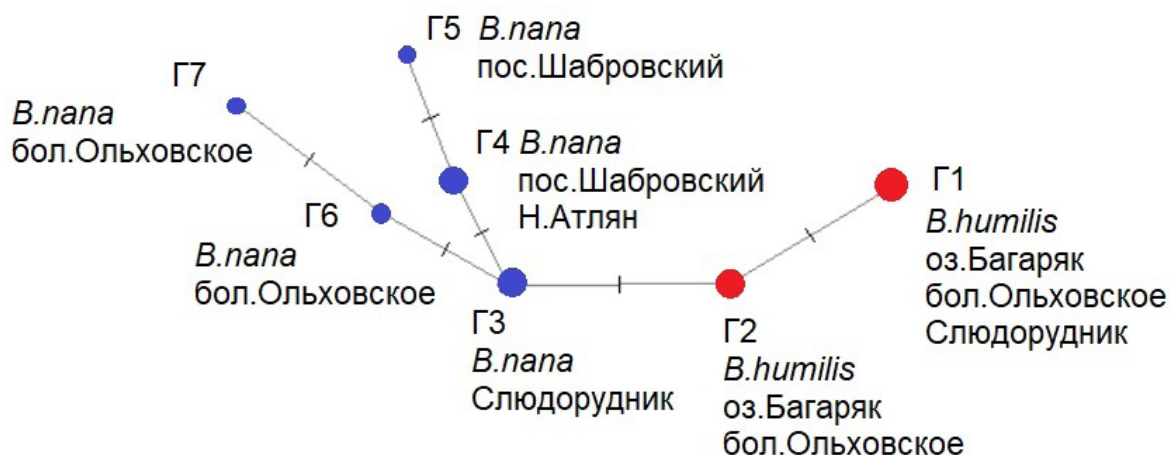 Г5 B.nana
пос.Шабровский
Г7
B.nana
бол.Ольховское
Г4 B.nana
пос.Шабровский
Н.Атлян
Г6
B.nana
бол.Ольховское
Г3
B.nana
Слюдорудник
Г2
B.humilis
оз.Багаряк
бол.Ольховское
Г1
B.humilis
оз.Багаряк
бол.Ольховское
Слюдорудник